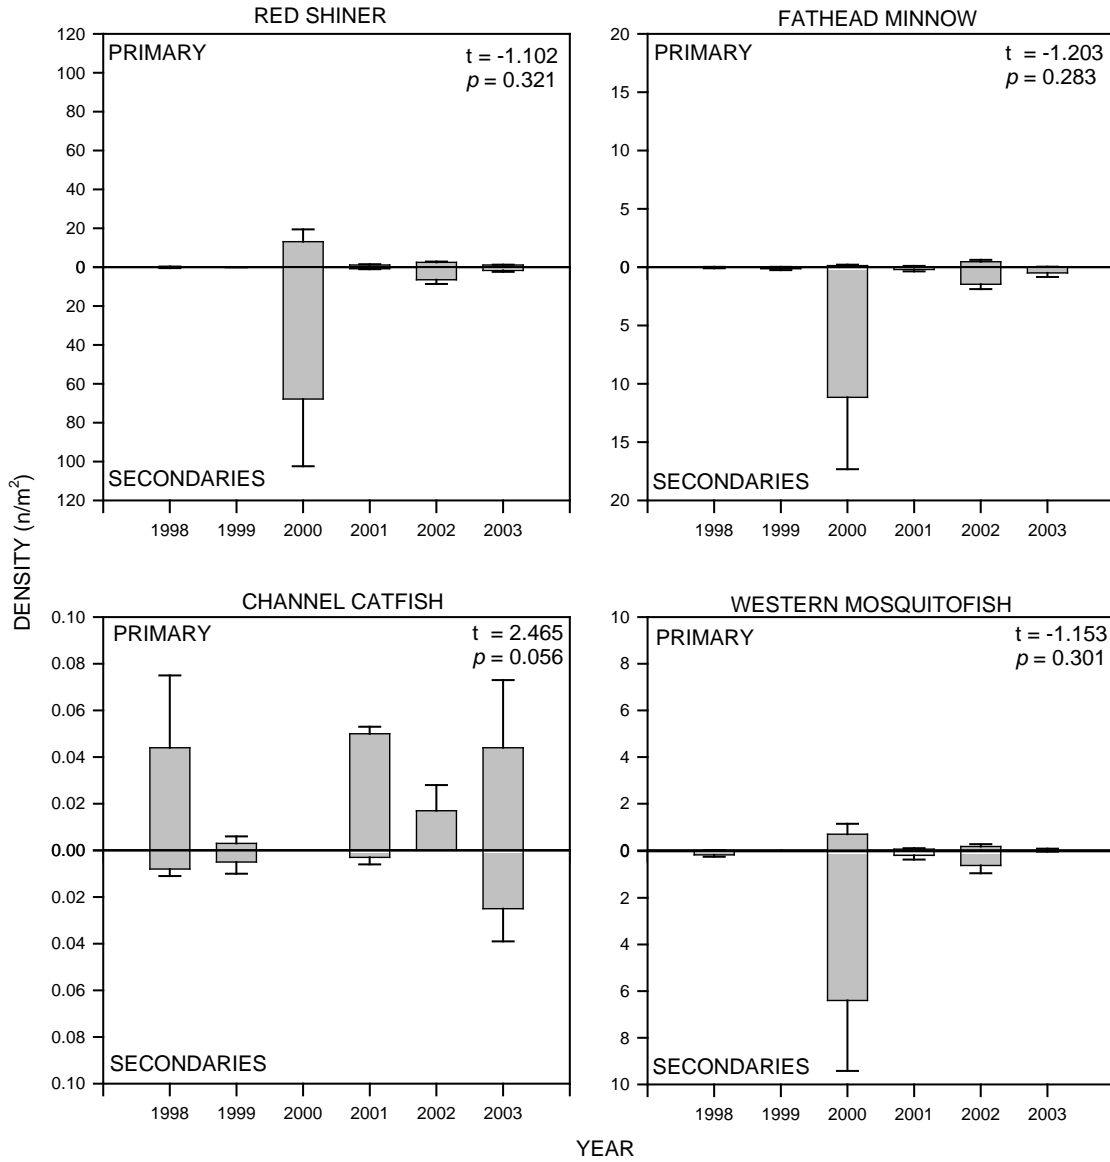 RED SHINER
120
100
80
60
40
20
0
20
40
60
80
100
120
PRIMARY
t = -1.102
p = 0.321
SECONDARIES
1998 1999 2000 2001 2002 2003
FATHEAD MINNOW
20
15
10
5
0
5
10
15
20
PRIMARY
t = -1.203
p = 0.283
SECONDARIES
1998 1999 2000 2001 2002 2003
DENSITY (n/m²)
CHANNEL CATFISH
0.10
0.08
0.06
0.04
0.02
0.00
0.02
0.04
0.06
0.08
0.10
PRIMARY
t = 2.465
p = 0.056
SECONDARIES
1998 1999 2000 2001 2002 2003
WESTERN MOSQUITOFISH
10
8
6
4
2
0
2
4
6
8
10
PRIMARY
t = -1.153
p = 0.301
SECONDARIES
1998 1999 2000 2001 2002 2003
YEAR